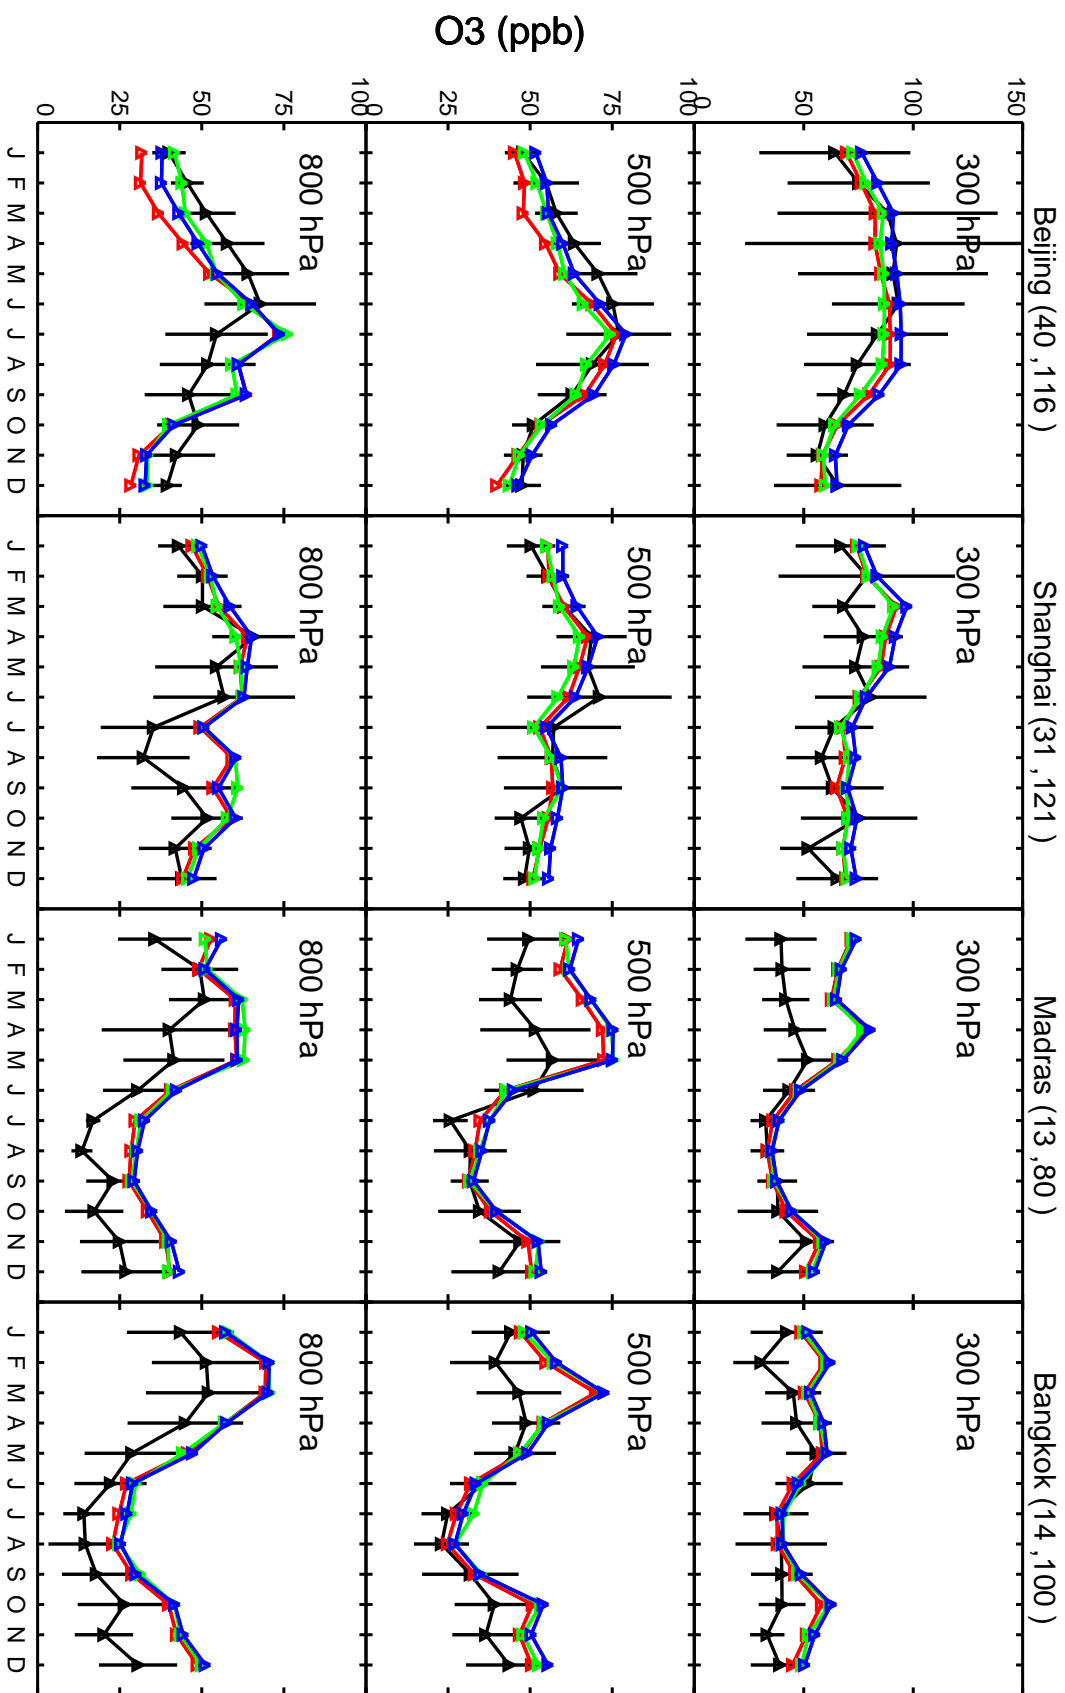 Beijing (40 ,116 )
Shanghai (31 ,121 )
Madras (13 ,80 )
Bangkok (14 ,100 )
O3 (ppb)
150
100
50
0
300 hPa
300 hPa
300 hPa
300 hPa
100
75
50
25
0
500 hPa
500 hPa
500 hPa
500 hPa
100
75
50
25
0
800 hPa
800 hPa
800 hPa
800 hPa
J F M A M J J A S O N D
J F M A M J J A S O N D
J F M A M J J A S O N D
J F M A M J J A S O N D